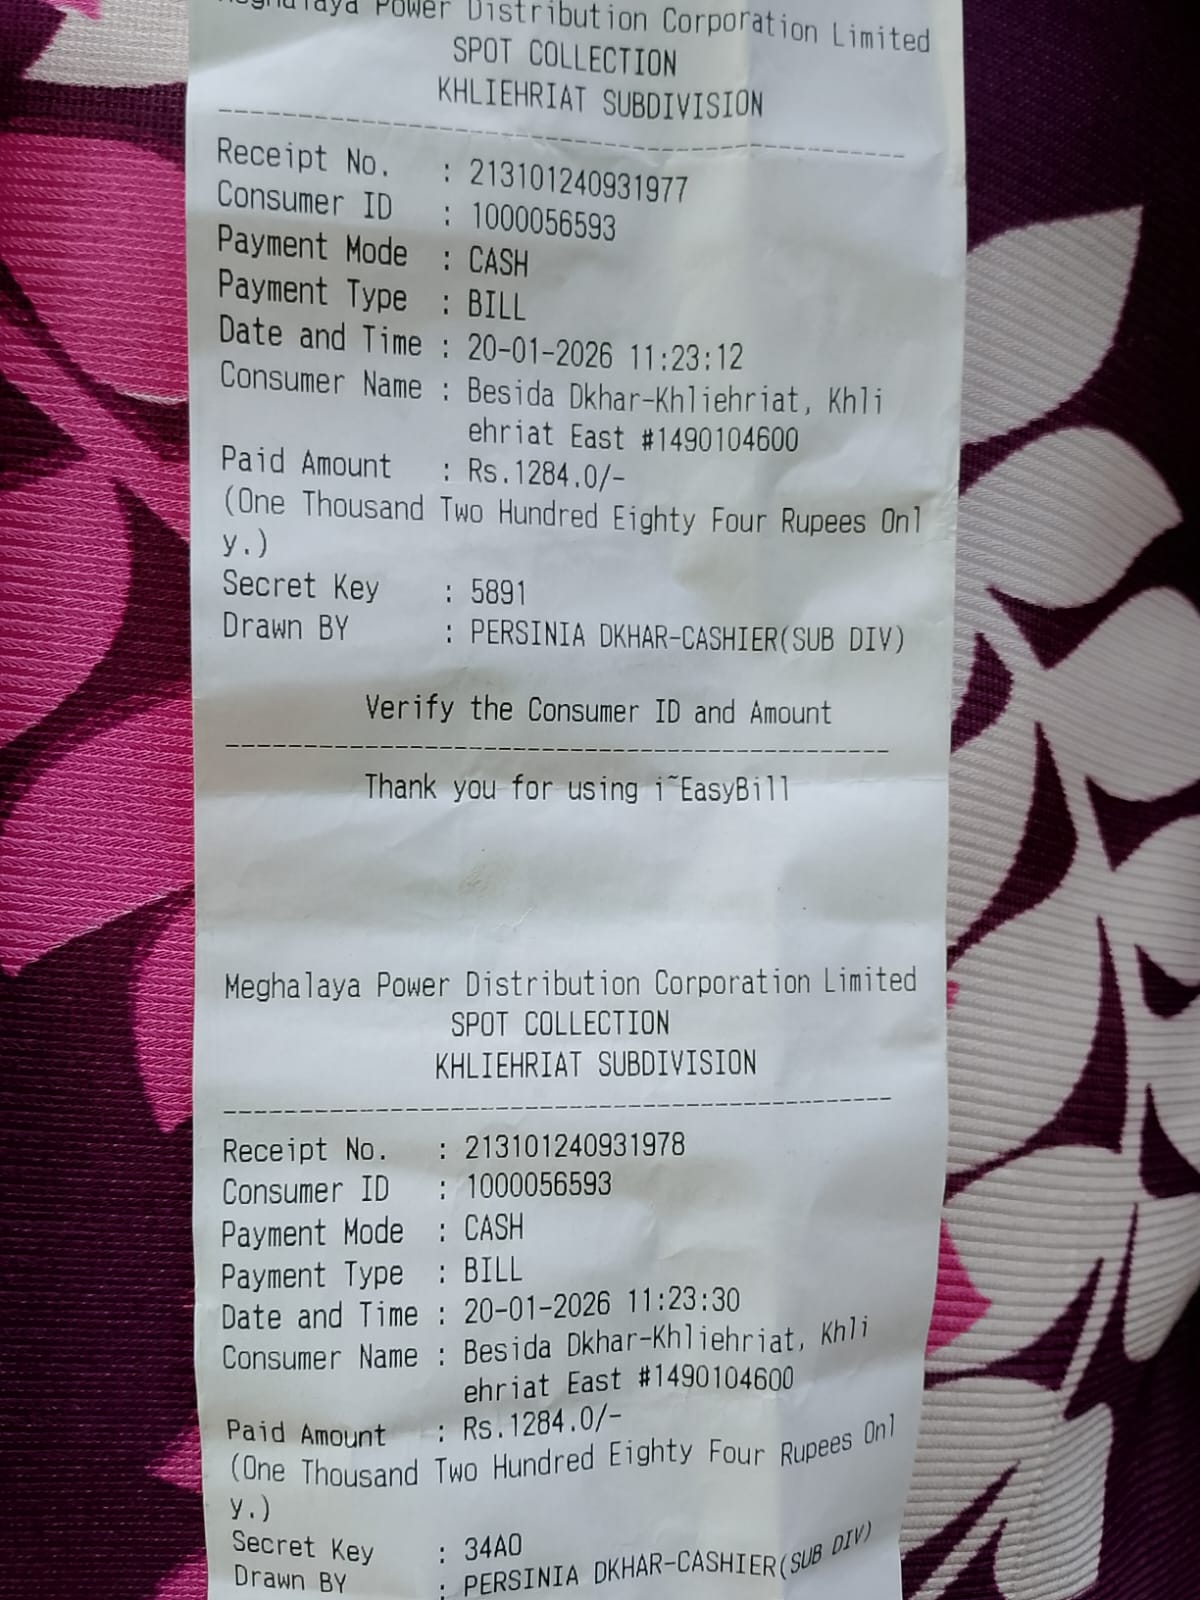 Meghalaya Power Distribution Corporation Limited
SPOT COLLECTION
KHLIEHRIAT SUBDIVISION
Receipt No. : 213101240931977
Consumer ID : 1000056593
Payment Mode : CASH
Payment Type : BILL
Date and Time : 20-01-2026 11:23:12
Consumer Name : Besida Dkhar-Khliehriat, Khli
ehriat East #1490104600
Paid Amount : Rs.1284.0/-
(One Thousand Two Hundred Eighty Four Rupees Onl
y.)
Secret Key : 5891
Drawn BY : PERSINIA DKHAR-CASHIER(SUB DIV)
Verify the Consumer ID and Amount
Thank you for using i~EasyBill
Meghalaya Power Distribution Corporation Limited
SPOT COLLECTION
KHLIEHRIAT SUBDIVISION
Receipt No. : 213101240931978
Consumer ID : 1000056593
Payment Mode : CASH
Payment Type : BILL
Date and Time : 20-01-2026 11:23:30
Consumer Name : Besida Dkhar-Khliehriat, Khli
ehriat East #1490104600
Paid Amount : Rs.1284.0/-
(One Thousand Two Hundred Eighty Four Rupees Onl
y.)
Secret Key : 34A0
Drawn BY : PERSINIA DKHAR-CASHIER(SUB DIV)